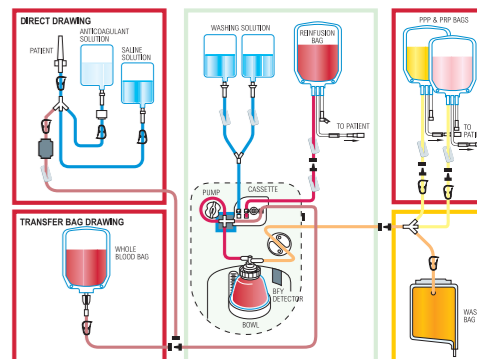 DIRECT DRAWING
PATIENT
ANTICOAGULANT
SOLUTION
SALINE
SOLUTION
WASHING SOLUTION
REINFUSION
BAG
TO PATIENT
PPP & PRP BAGS
TO
PATIE
CASSETTE
PUMP
BFY
DETECTOR
BOWL
TRANSFER BAG DRAWING
WHOLE
BLOOD BAG
WAS
BAG